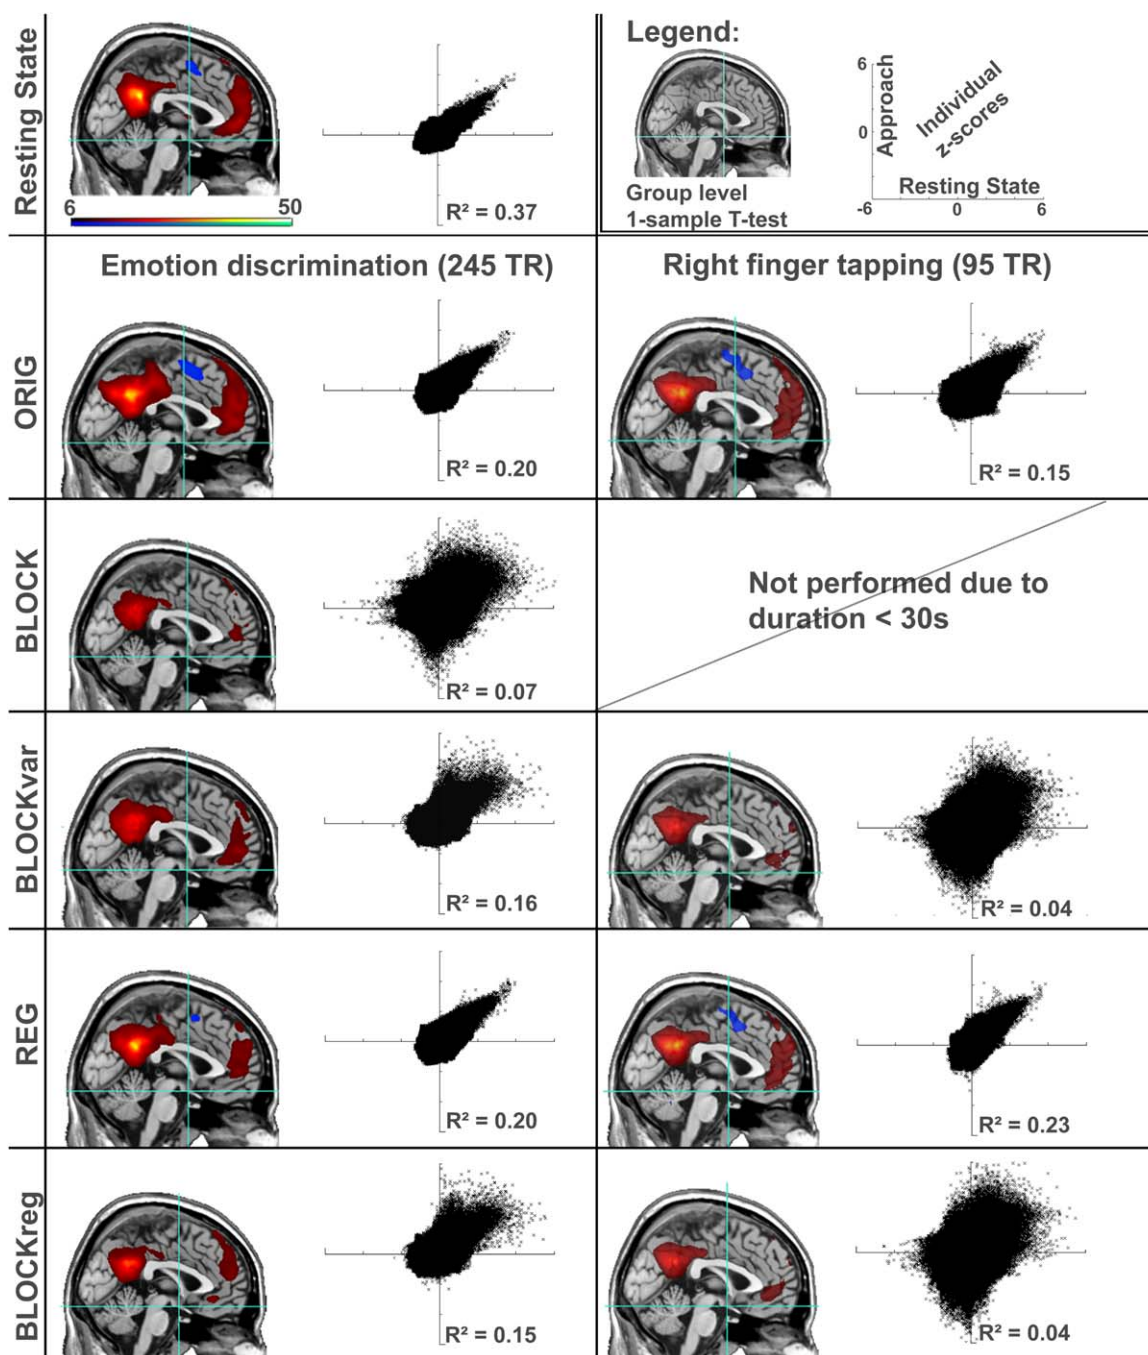 Resting State
6
50
R² = 0.37
Legend:
Group level
1-sample T-test
Approach
6
0
Individual
z-scores
Resting State
-6
0
6
Emotion discrimination (245 TR)
Right finger tapping (95 TR)
ORIG
R² = 0.20
R² = 0.15
BLOCK
R² = 0.07
Not performed due to
duration < 30s
BLOCKvar
R² = 0.16
R² = 0.04
REG
R² = 0.20
R² = 0.23
BLOCKreg
R² = 0.15
R² = 0.04